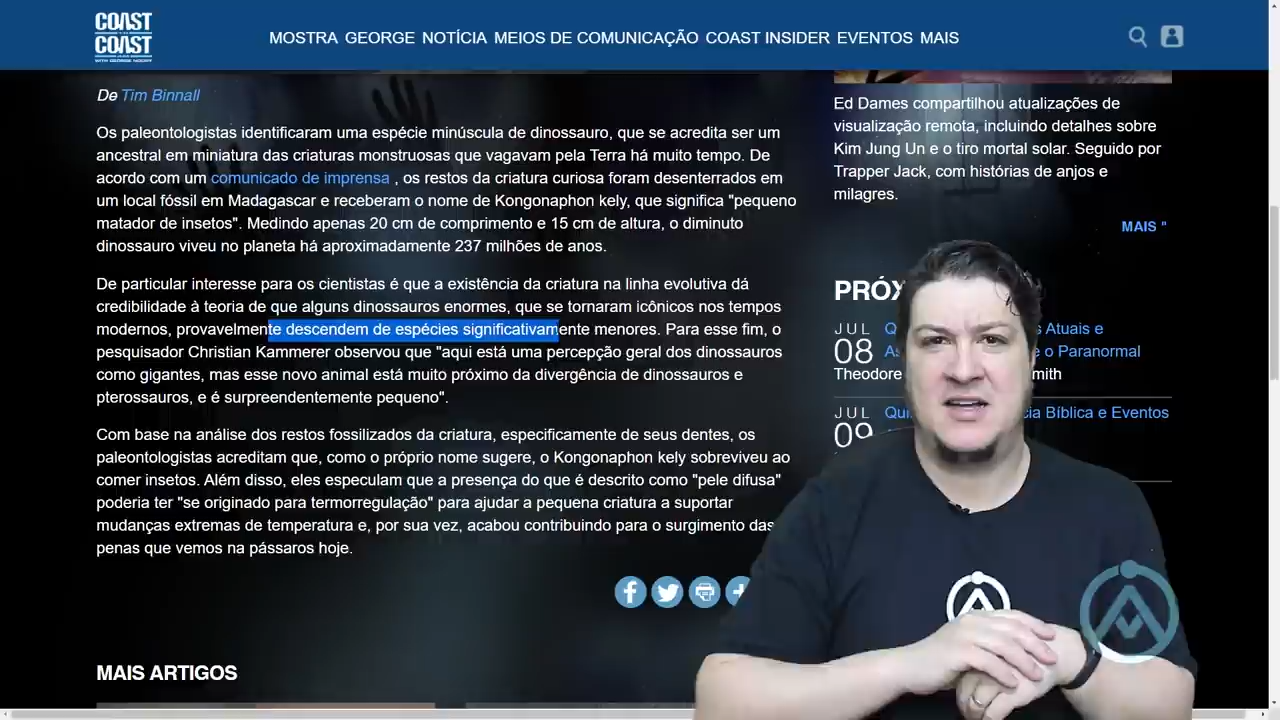 COAST
TO
COAST
WITH GEORGE NOORY
MOSTRA GEORGE NOTÍCIA MEIOS DE COMUNICAÇÃO COAST INSIDER EVENTOS MAIS
De Tim Binnall
Os paleontologistas identificaram uma espécie minúscula de dinossauro, que se acredita ser um
ancestral em miniatura das criaturas monstruosas que vagavam pela Terra há muito tempo. De
acordo com um comunicado de imprensa , os restos da criatura curiosa foram desenterrados em
um local fóssil em Madagascar e receberam o nome de Kongonaphon kely, que significa "pequeno
matador de insetos". Medindo apenas 20 cm de comprimento e 15 cm de altura, o diminuto
dinossauro viveu no planeta há aproximadamente 237 milhões de anos.
De particular interesse para os cientistas é que a existência da criatura na linha evolutiva dá
credibilidade à teoria de que alguns dinossauros enormes, que se tornaram icônicos nos tempos
modernos, provavelmente descendem de espécies significativamente menores. Para esse fim, o
pesquisador Christian Kammerer observou que "aqui está uma percepção geral dos dinossauros
como gigantes, mas esse novo animal está muito próximo da divergência de dinossauros e
pterossauros, e é surpreendentemente pequeno".
Com base na análise dos restos fossilizados da criatura, especificamente de seus dentes, os
paleontologistas acreditam que, como o próprio nome sugere, o Kongonaphon kely sobreviveu ao
comer insetos. Além disso, eles especulam que a presença do que é descrito como "pele difusa"
poderia ter "se originado para termorregulação" para ajudar a pequena criatura a suportar
mudanças extremas de temperatura e, por sua vez, acabou contribuindo para o surgimento das
penas que vemos na pássaros hoje.
MAIS ARTIGOS
Ed Dames compartilhou atualizações de
visualização remota, incluindo detalhes sobre
Kim Jung Un e o tiro mortal solar. Seguido por
Trapper Jack, com histórias de anjos e
milagres.
MAIS "
PRÓX
JUL
08
Atuais e
o Paranormal
Theodore
mith
JUL
09
Bíblica e Eventos